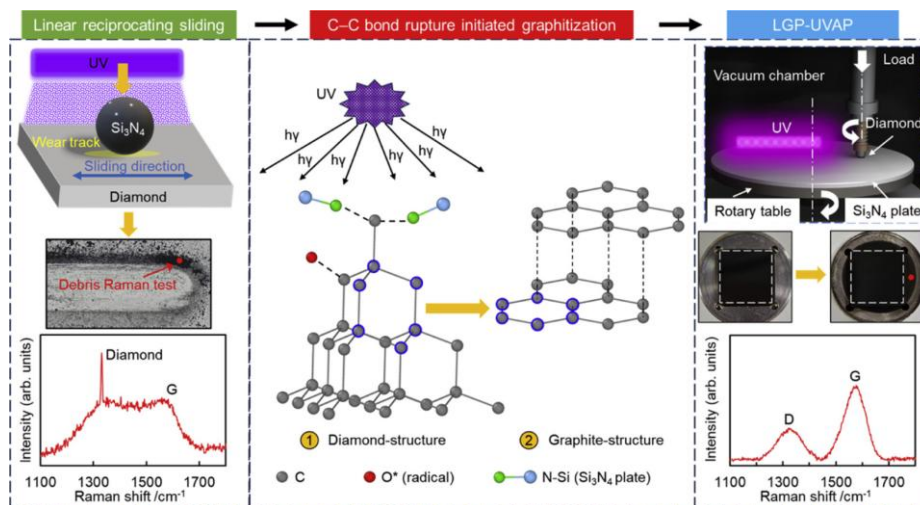 Linear reciprocating sliding
C–C bond rupture initiated graphitization
LGP-UVAP
UV
Si₃N₄
Wear track
Sliding direction
Diamond
Debris Raman test
Intensity (arb. units)
Diamond
G
1100 1300 1500 1700
Raman shift /cm⁻¹
UV
hγ hγ
hγ hγ hγ hγ
1 Diamond-structure
2 Graphite-structure
C
O* (radical)
N-Si (Si₃N₄ plate)
Load
Vacuum chamber
UV
Diamond
Rotary table
Si₃N₄ plate
Intensity (arb. units)
D
G
1100 1300 1500 1700
Raman shift /cm⁻¹